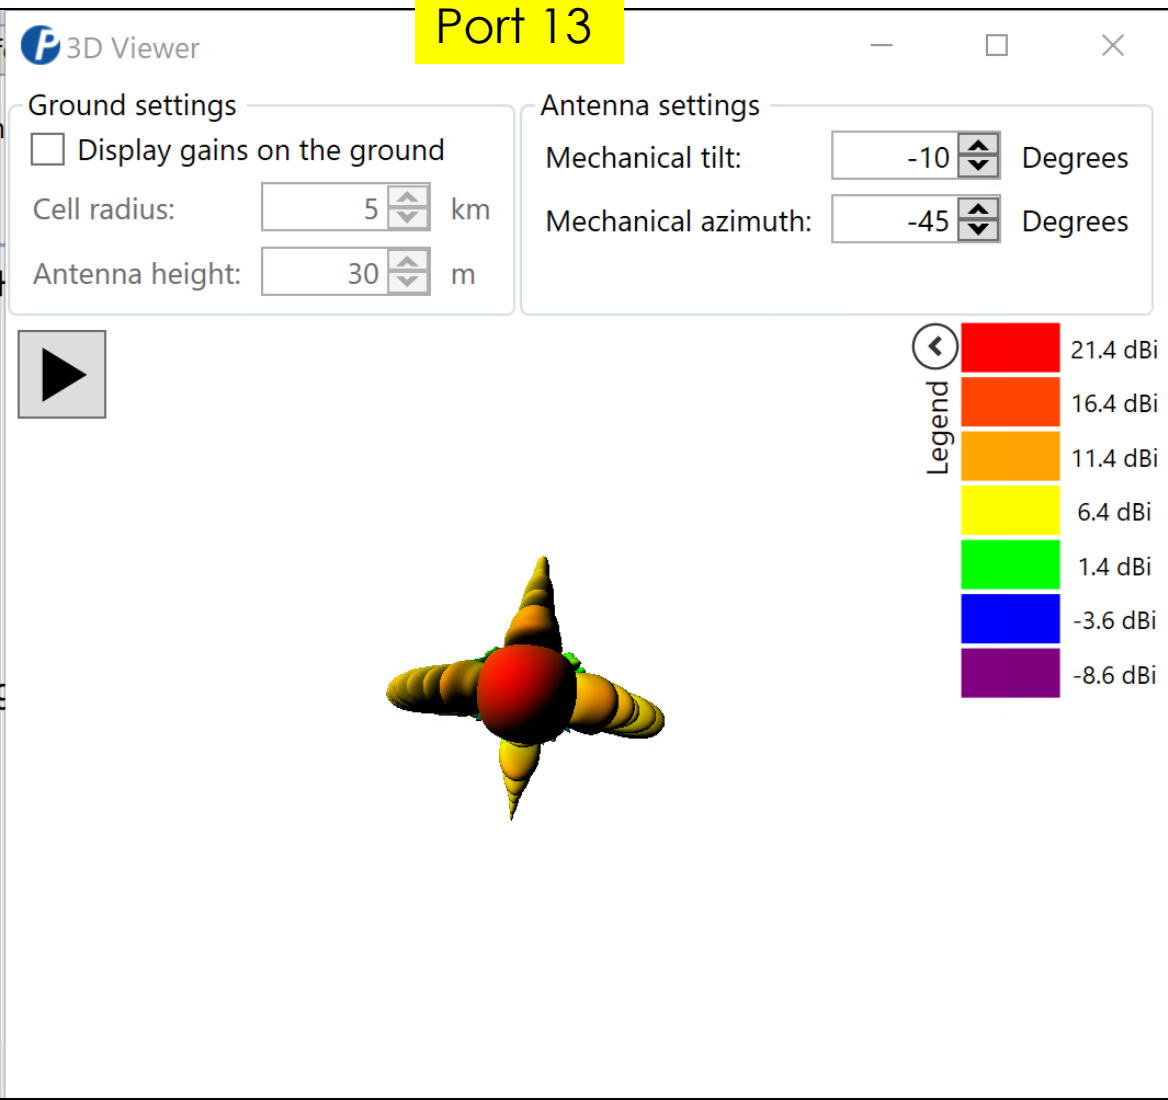 Port 13
3D Viewer
Ground settings
Display gains on the ground
Cell radius: 5 km
Antenna height: 30 m
Antenna settings
Mechanical tilt: -10 Degrees
Mechanical azimuth: -45 Degrees
Legend
21.4 dBi
16.4 dBi
11.4 dBi
6.4 dBi
1.4 dBi
-3.6 dBi
-8.6 dBi